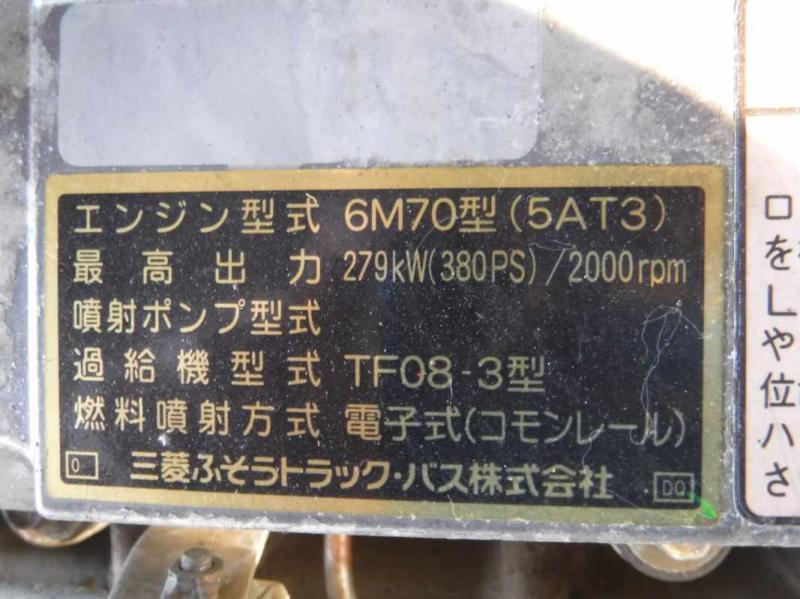 エンジン型式 6M70型(5AT3)
最高出力 279kW(380PS)/2000rpm
噴射ポンプ型式
過給機型式 TF08-3型
燃料噴射方式 電子式(コモンレール)
0 三菱ふそうトラック・バス株式会社 DQ
ロ
を
し
や
位
ハ
さ